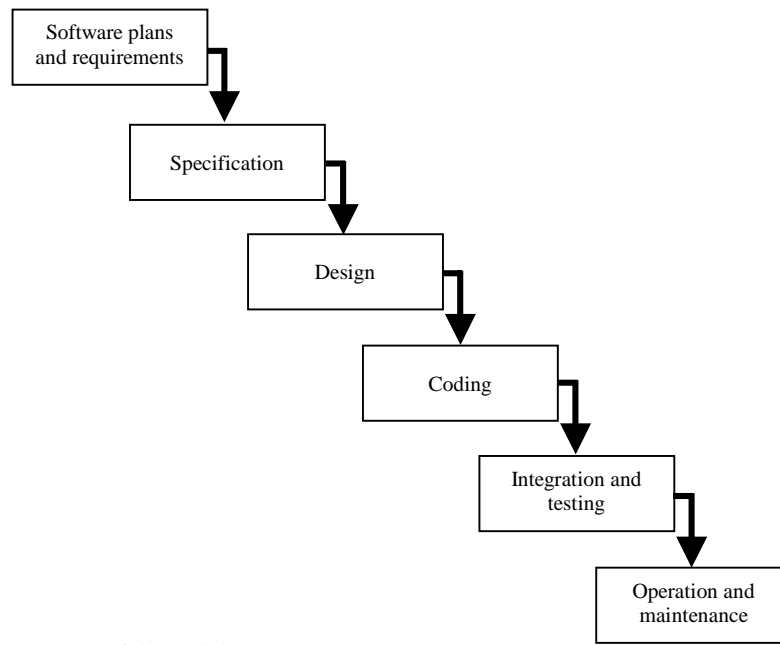 Software plans
and requirements
Specification
Design
Coding
Integration and
testing
Operation and
maintenance